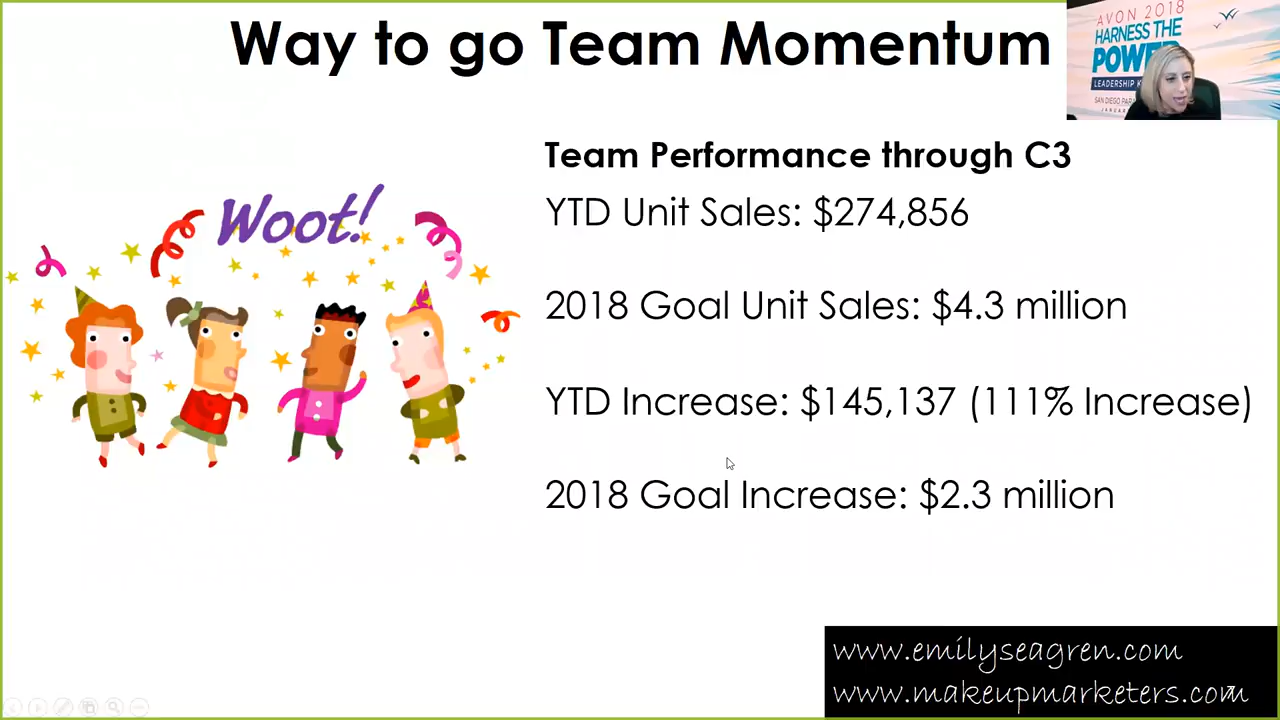 Way to go Team Momentum
AVON 2018
HARNESS THE
LEADERSHIP
SAN DIEGO
Team Performance through C3
YTD Unit Sales: $274,856
Woot!
2018 Goal Unit Sales: $4.3 million
YTD Increase: $145,137 (111% Increase)
2018 Goal Increase: $2.3 million
www.emilyseagren.com
www.makeupmarketers.com